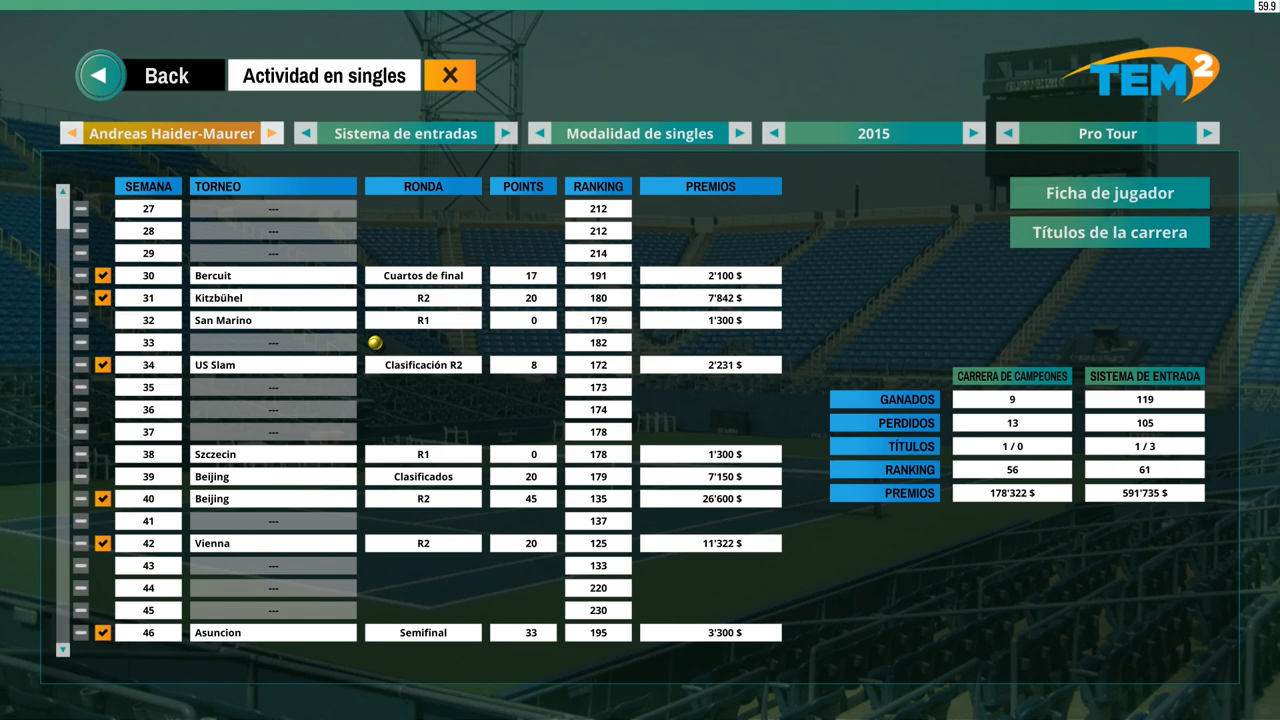 59.9
Back
Actividad en singles
TEM2
Andreas Haider-Maurer
Sistema de entradas
Modalidad de singles
2015
Pro Tour
SEMANA TORNEO RONDA POINTS RANKING PREMIOS
27 --- 212
28 --- 212
29 --- 214
30 Bercuit Cuartos de final 17 191 2'100 $
31 Kitzbühel R2 20 180 7'842 $
32 San Marino R1 0 179 1'300 $
33 --- 182
34 US Slam Clasificación R2 8 172 2'231 $
35 --- 173
36 --- 174
37 --- 178
38 Szczecin R1 0 178 1'300 $
39 Beijing Clasificados 20 179 7'150 $
40 Beijing R2 45 135 26'600 $
41 --- 137
42 Vienna R2 20 125 11'322 $
43 --- 133
44 --- 220
45 --- 230
46 Asuncion Semifinal 33 195 3'300 $
Ficha de jugador
Títulos de la carrera
CARRERA DE CAMPEONES SISTEMA DE ENTRADA
GANADOS 9 119
PERDIDOS 13 105
TÍTULOS 1 / 0 1 / 3
RANKING 56 61
PREMIOS 178'322 $ 591'735 $